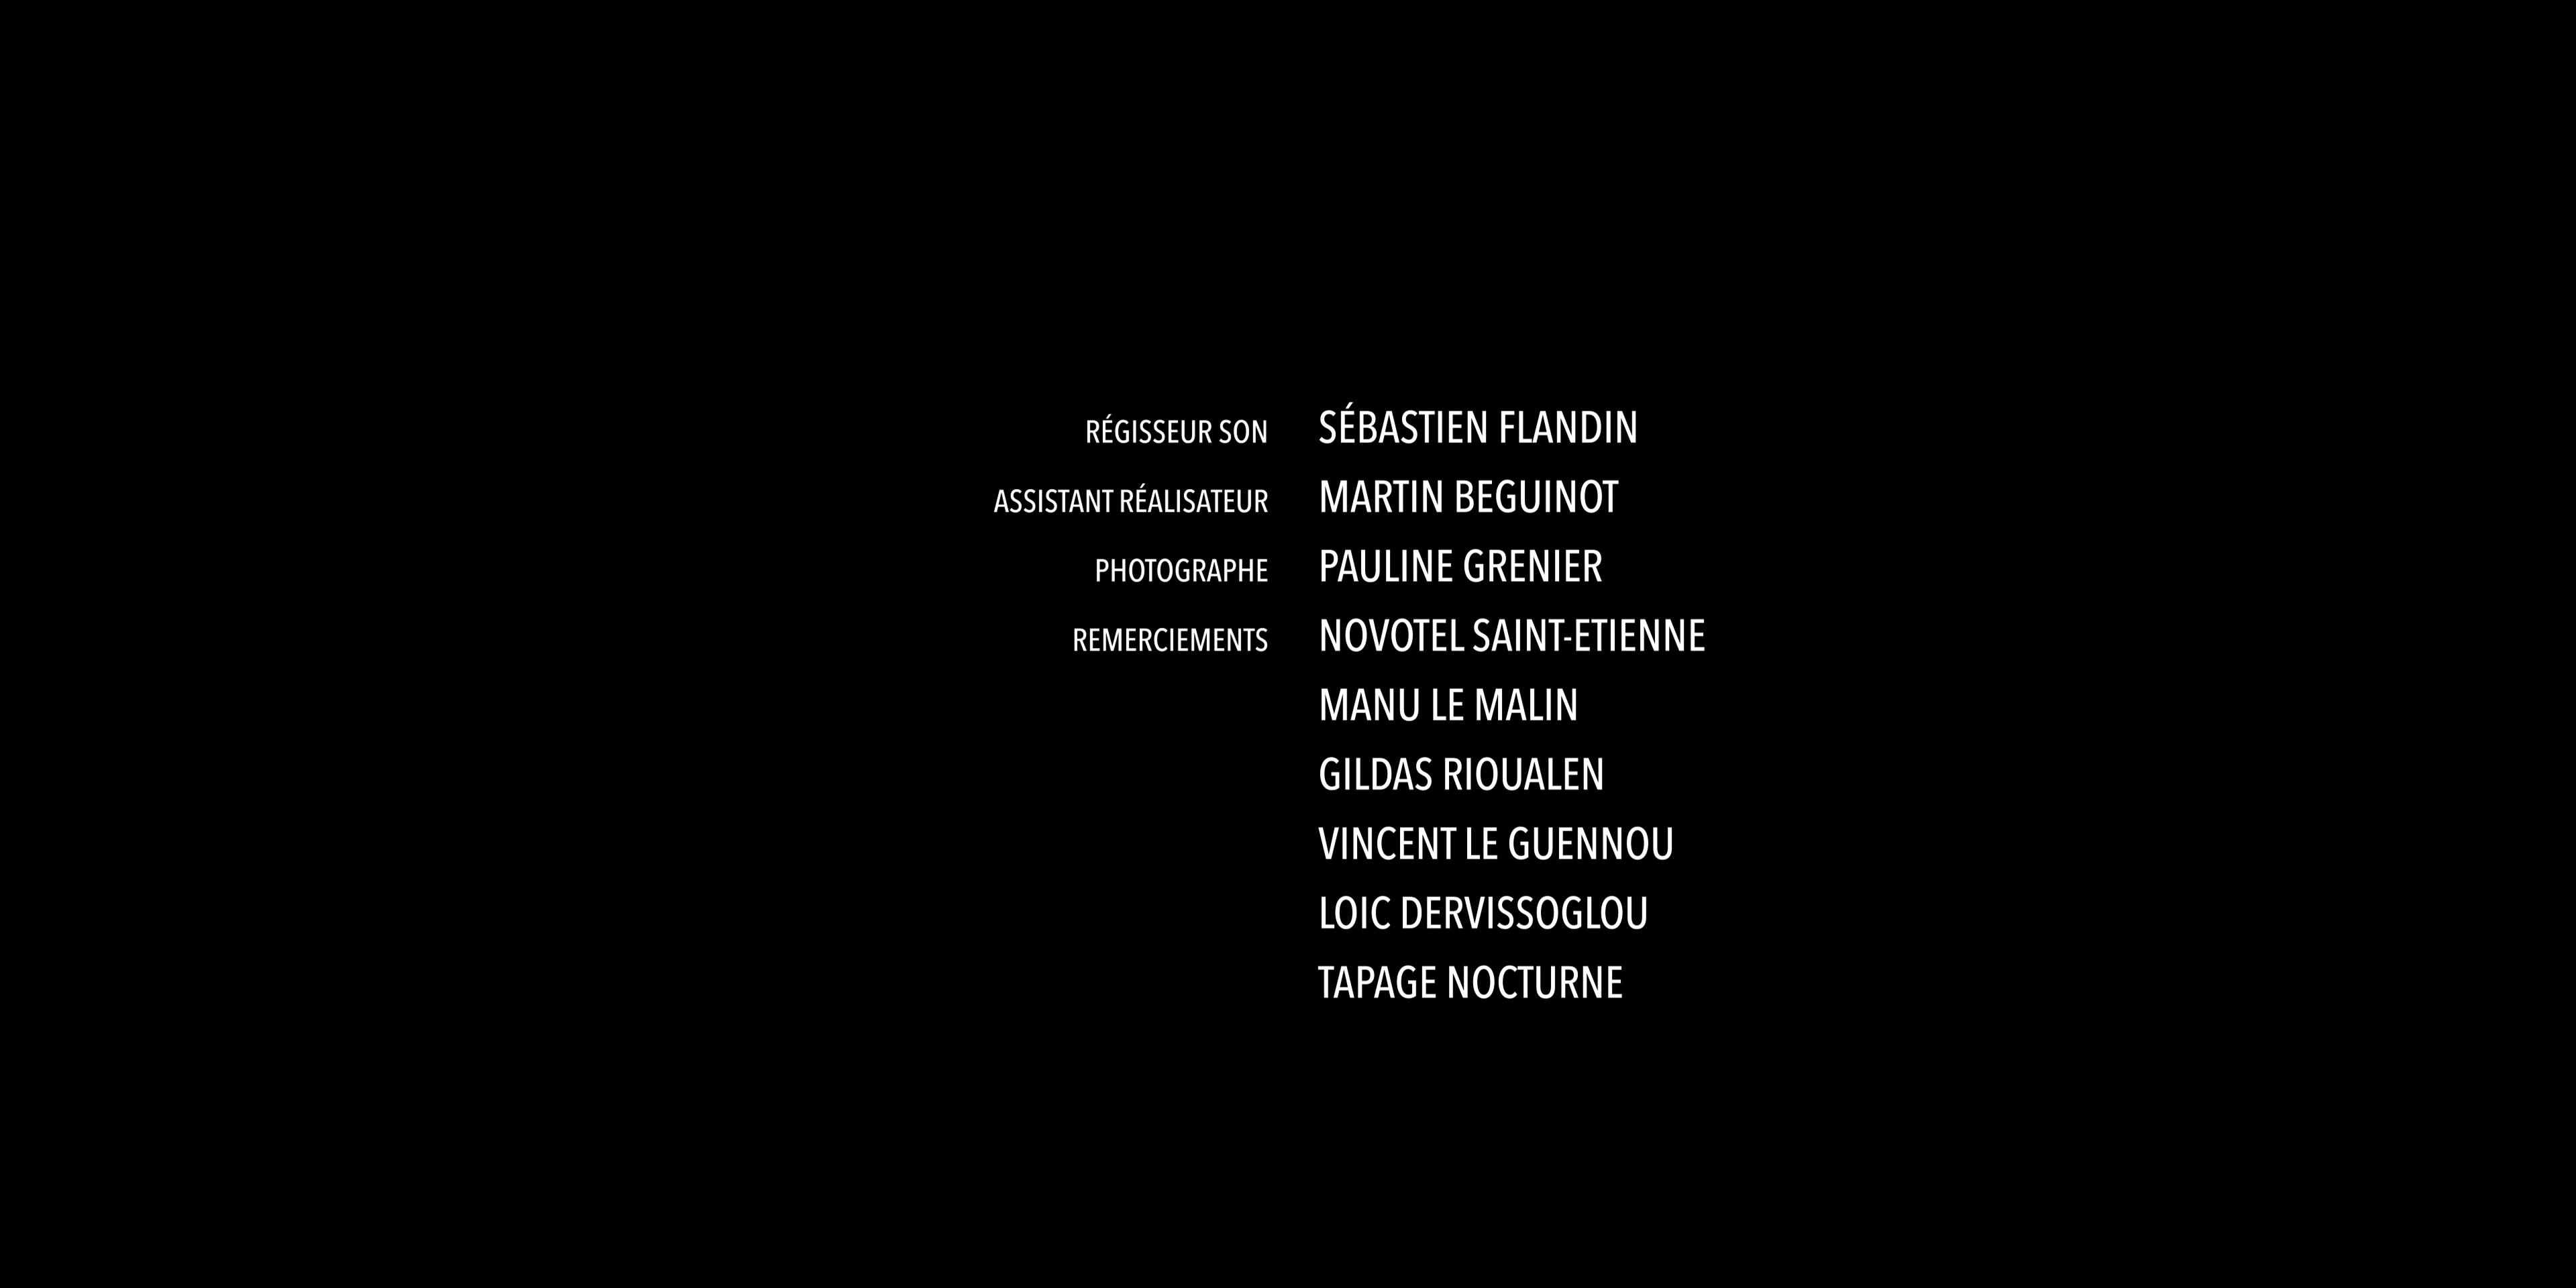 RÉGISSEUR SON SÉBASTIEN FLANDIN
ASSISTANT RÉALISATEUR MARTIN BEGUINOT
PHOTOGRAPHE PAULINE GRENIER
REMERCIEMENTS NOVOTEL SAINT-ETIENNE
MANU LE MALIN
GILDAS RIOUALEN
VINCENT LE GUENNOU
LOIC DERVISSOGLOU
TAPAGE NOCTURNE